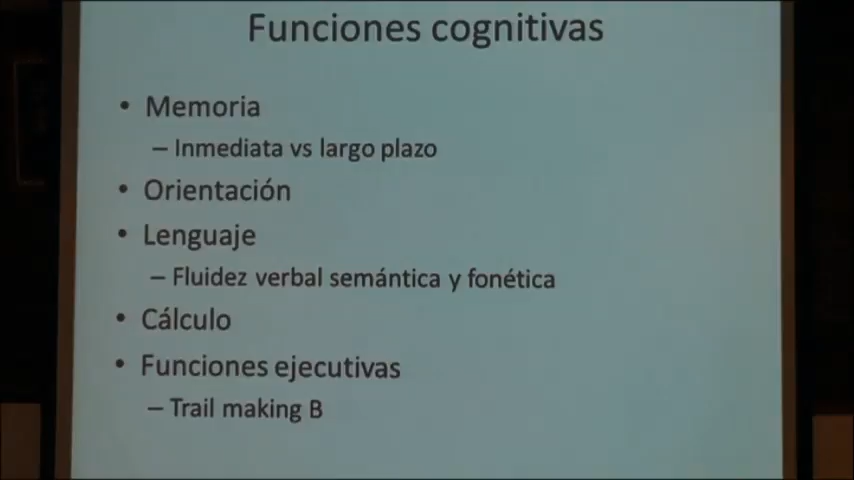 Funciones cognitivas
• Memoria
– Inmediata vs largo plazo
• Orientación
• Lenguaje
– Fluidez verbal semántica y fonética
• Cálculo
• Funciones ejecutivas
– Trail making B